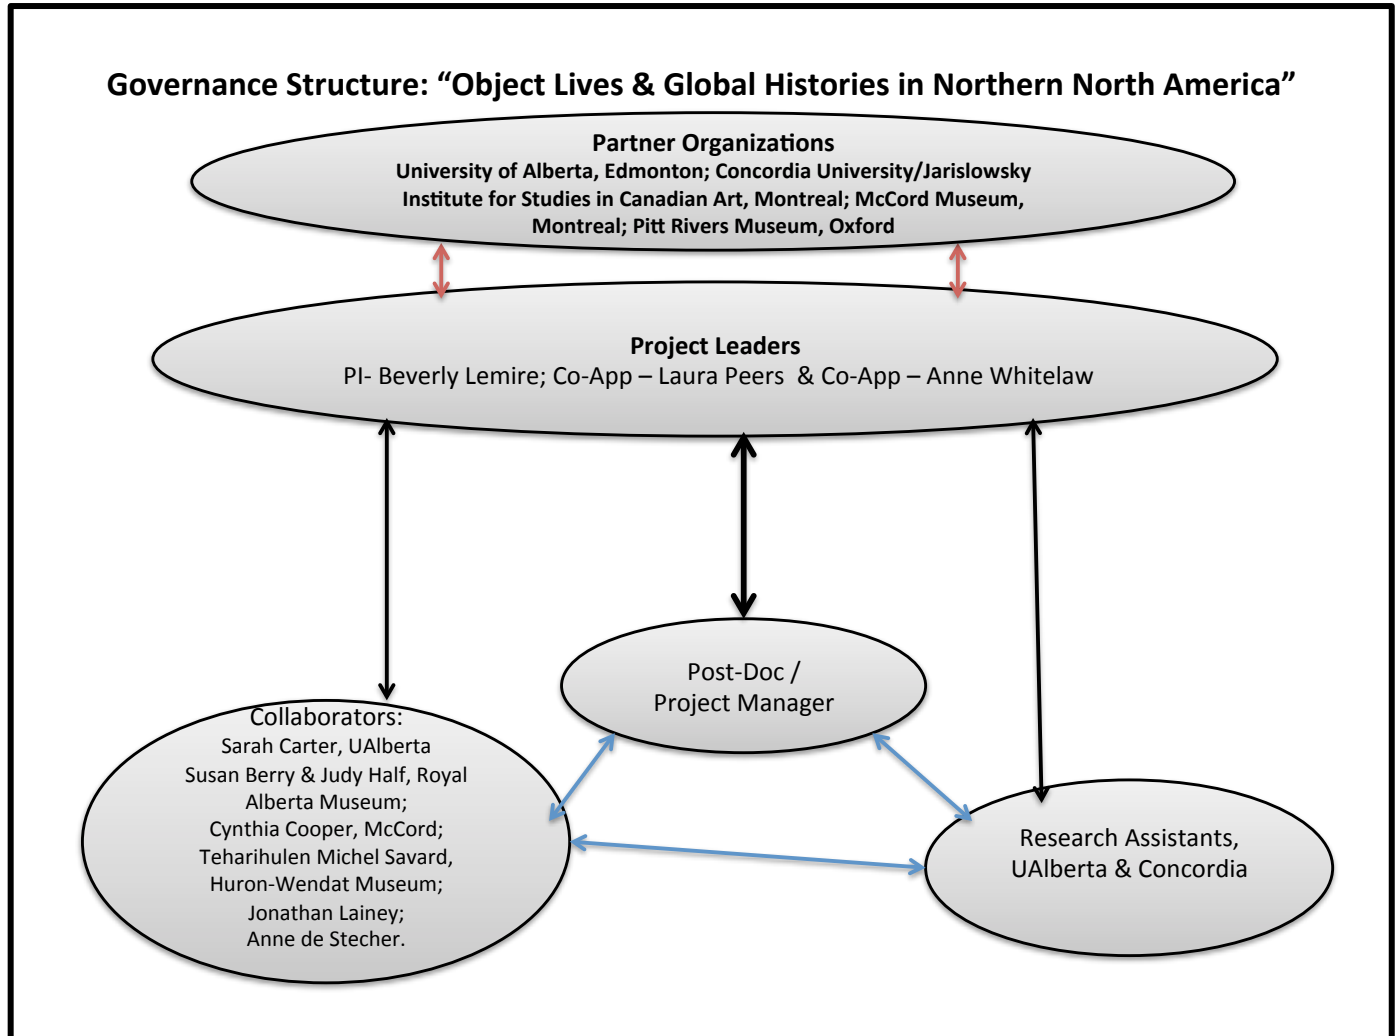 Governance Structure: “Object Lives & Global Histories in Northern North America”
Partner Organizations
University of Alberta, Edmonton; Concordia University/Jarislowsky
Institute for Studies in Canadian Art, Montreal; McCord Museum,
Montreal; Pitt Rivers Museum, Oxford
Project Leaders
PI- Beverly Lemire; Co-App – Laura Peers & Co-App – Anne Whitelaw
Post-Doc /
Project Manager
Collaborators:
Sarah Carter, UAlberta
Susan Berry & Judy Half, Royal
Alberta Museum;
Cynthia Cooper, McCord;
Teharihulen Michel Savard,
Huron-Wendat Museum;
Jonathan Lainey;
Anne de Stecher.
Research Assistants,
UAlberta & Concordia